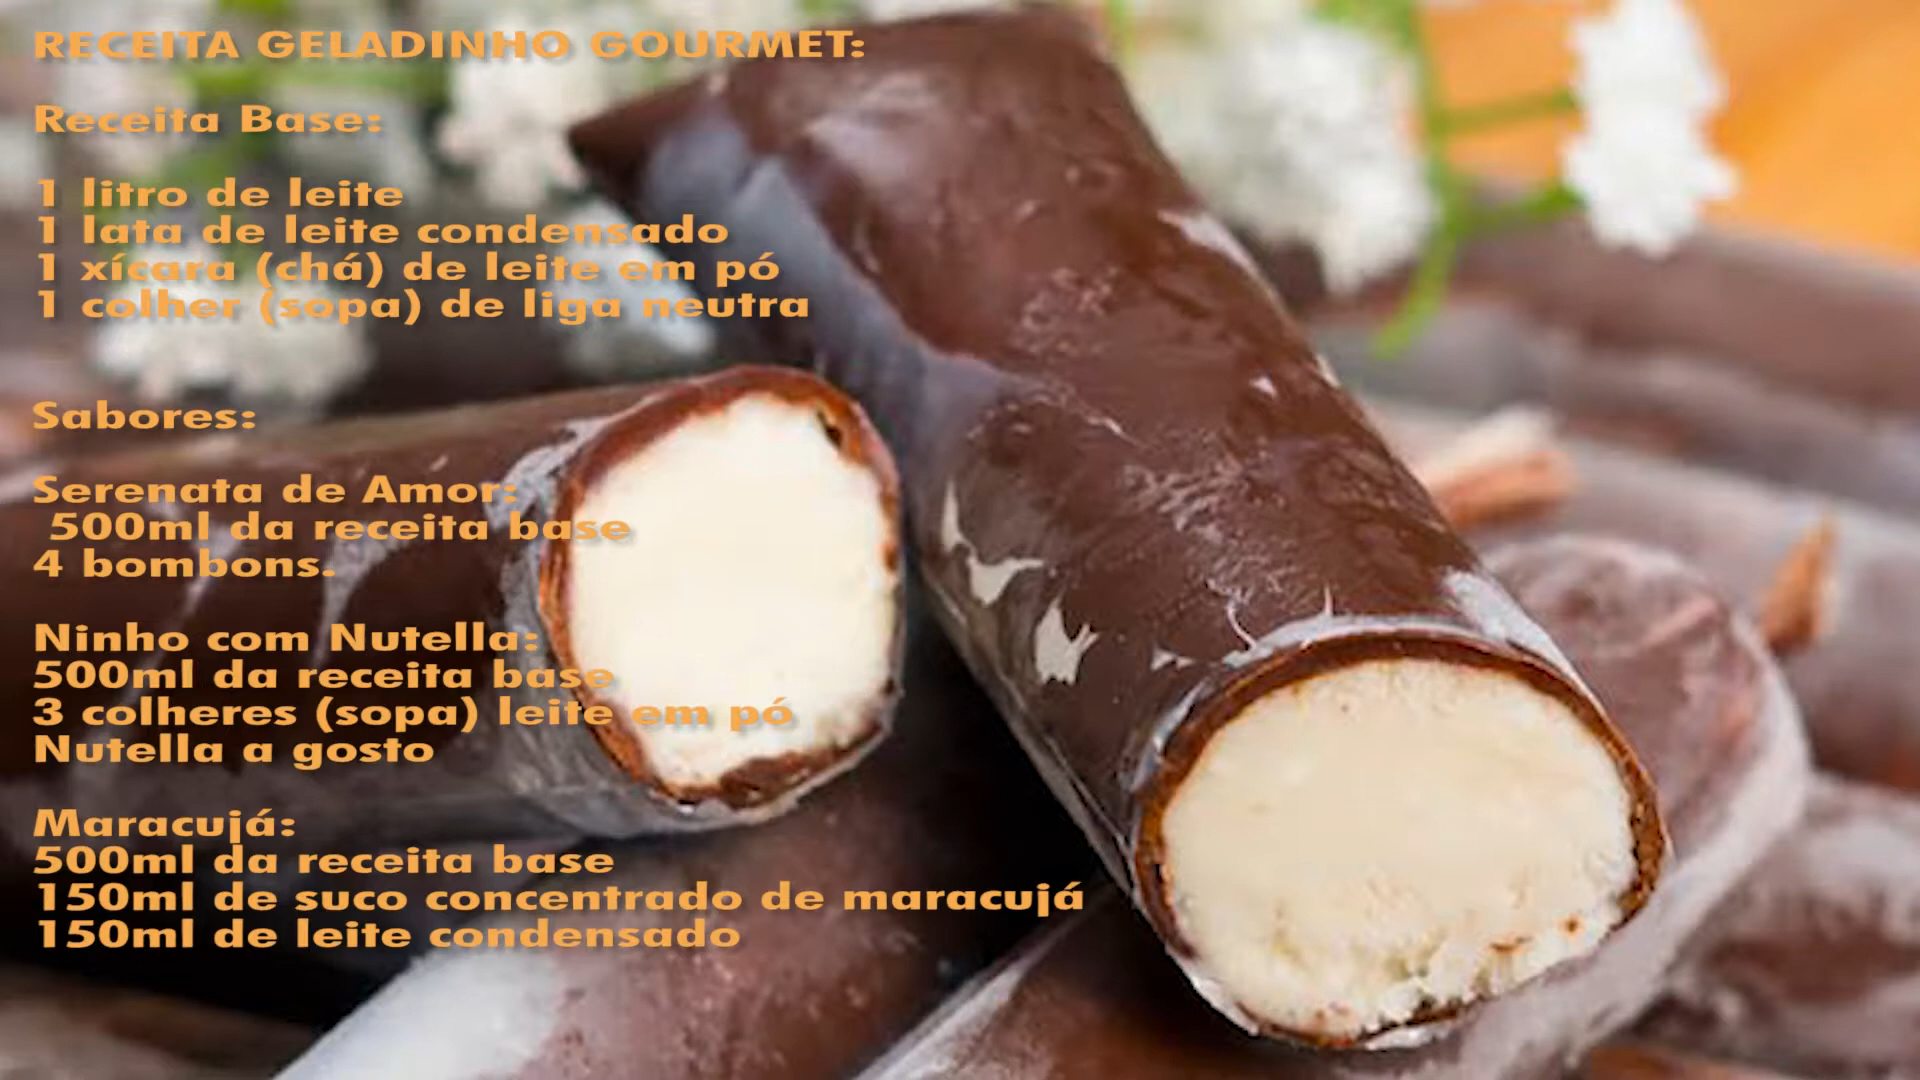 RECEITA GELADINHO GOURMET:
Receita Base:
1 litro de leite
1 lata de leite condensado
1 xícara (chá) de leite em pó
1 colher (sopa) de liga neutra
Sabores:
Serenata de Amor:
500ml da receita base
4 bombons.
Ninho com Nutella:
500ml da receita base
3 colheres (sopa) leite em pó
Nutella a gosto
Maracujá:
500ml da receita base
150ml de suco concentrado de maracujá
150ml de leite condensado